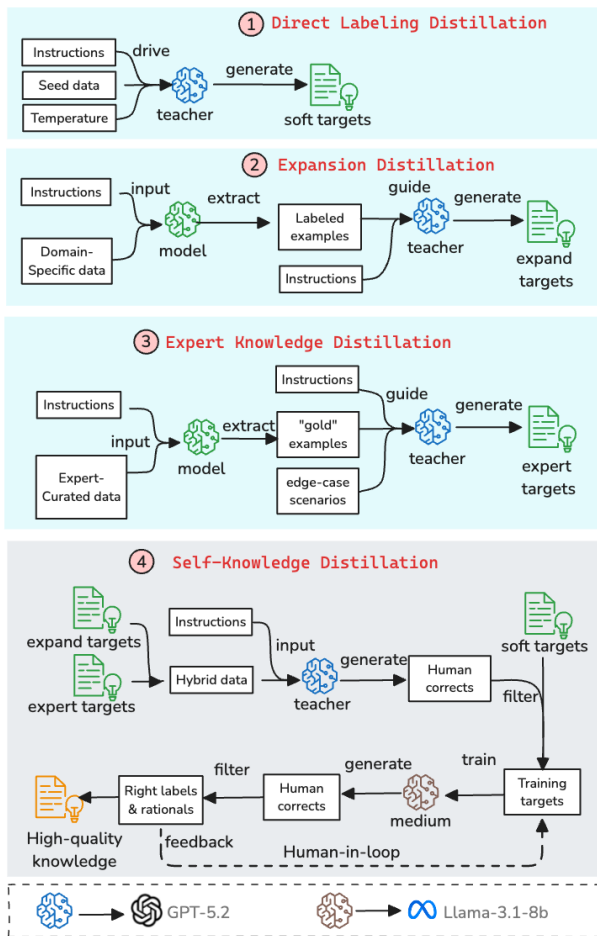 1 Direct Labeling Distillation
Instructions
drive
Seed data
Temperature
teacher
generate
soft targets
2 Expansion Distillation
Instructions
input
Domain-
Specific data
model
extract
Labeled
examples
Instructions
guide
teacher
generate
expand
targets
3 Expert Knowledge Distillation
Instructions
input
Expert-
Curated data
model
extract
Instructions
"gold"
examples
edge-case
scenarios
guide
teacher
generate
expert
targets
4 Self-Knowledge Distillation
expand targets
expert targets
Instructions
Hybrid data
input
teacher
generate
Human
corrects
filter
soft targets
Training
targets
train
medium
generate
Human
corrects
filter
Right labels
& rationals
High-quality
knowledge
feedback
Human-in-loop
GPT-5.2
Llama-3.1-8b